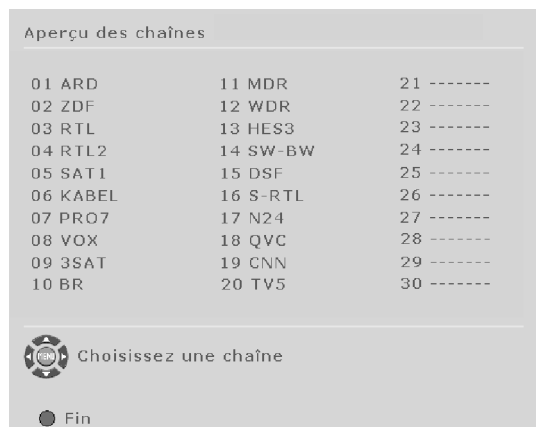 Aperçu des chaînes
01 ARD 11 MDR 21 -------
02 ZDF 12 WDR 22 -------
03 RTL 13 HES3 23 -------
04 RTL2 14 SW-BW 24 -------
05 SAT1 15 DSF 25 -------
06 KABEL 16 S-RTL 26 -------
07 PRO7 17 N24 27 -------
08 VOX 18 QVC 28 -------
09 3SAT 19 CNN 29 -------
10 BR 20 TV5 30 -------
MENU Choisissez une chaîne
Fin